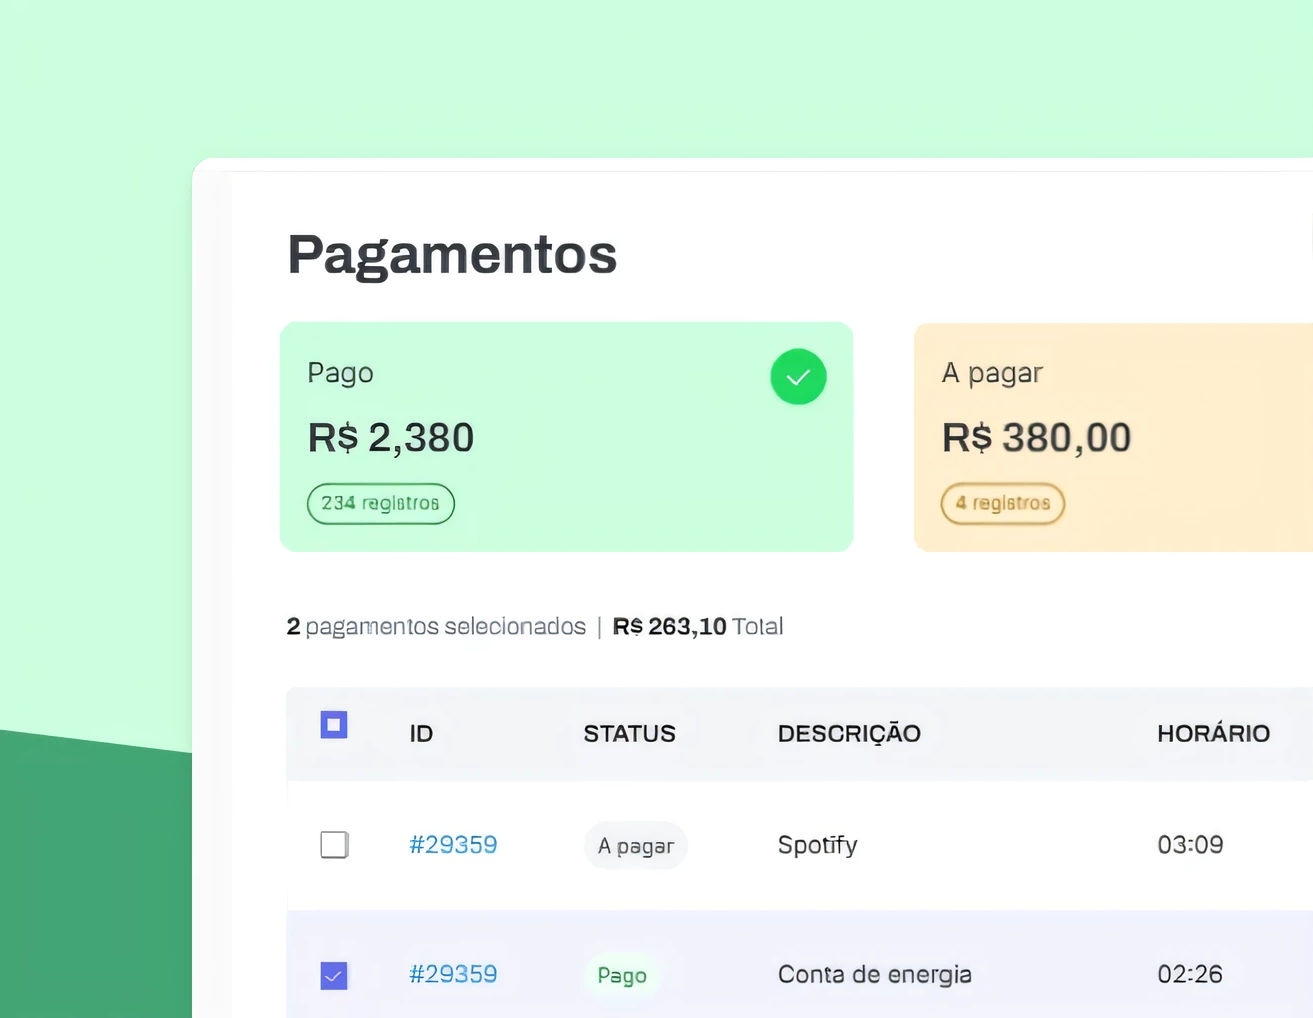 Pagamentos
Pago
R$ 2,380
234 registros
A pagar
R$ 380,00
4 registros
2 pagamentos selecionados | R$ 263,10 Total
ID STATUS DESCRIÇÃO HORÁRIO
#29359 A pagar Spotify 03:09
#29359 Pago Conta de energia 02:26